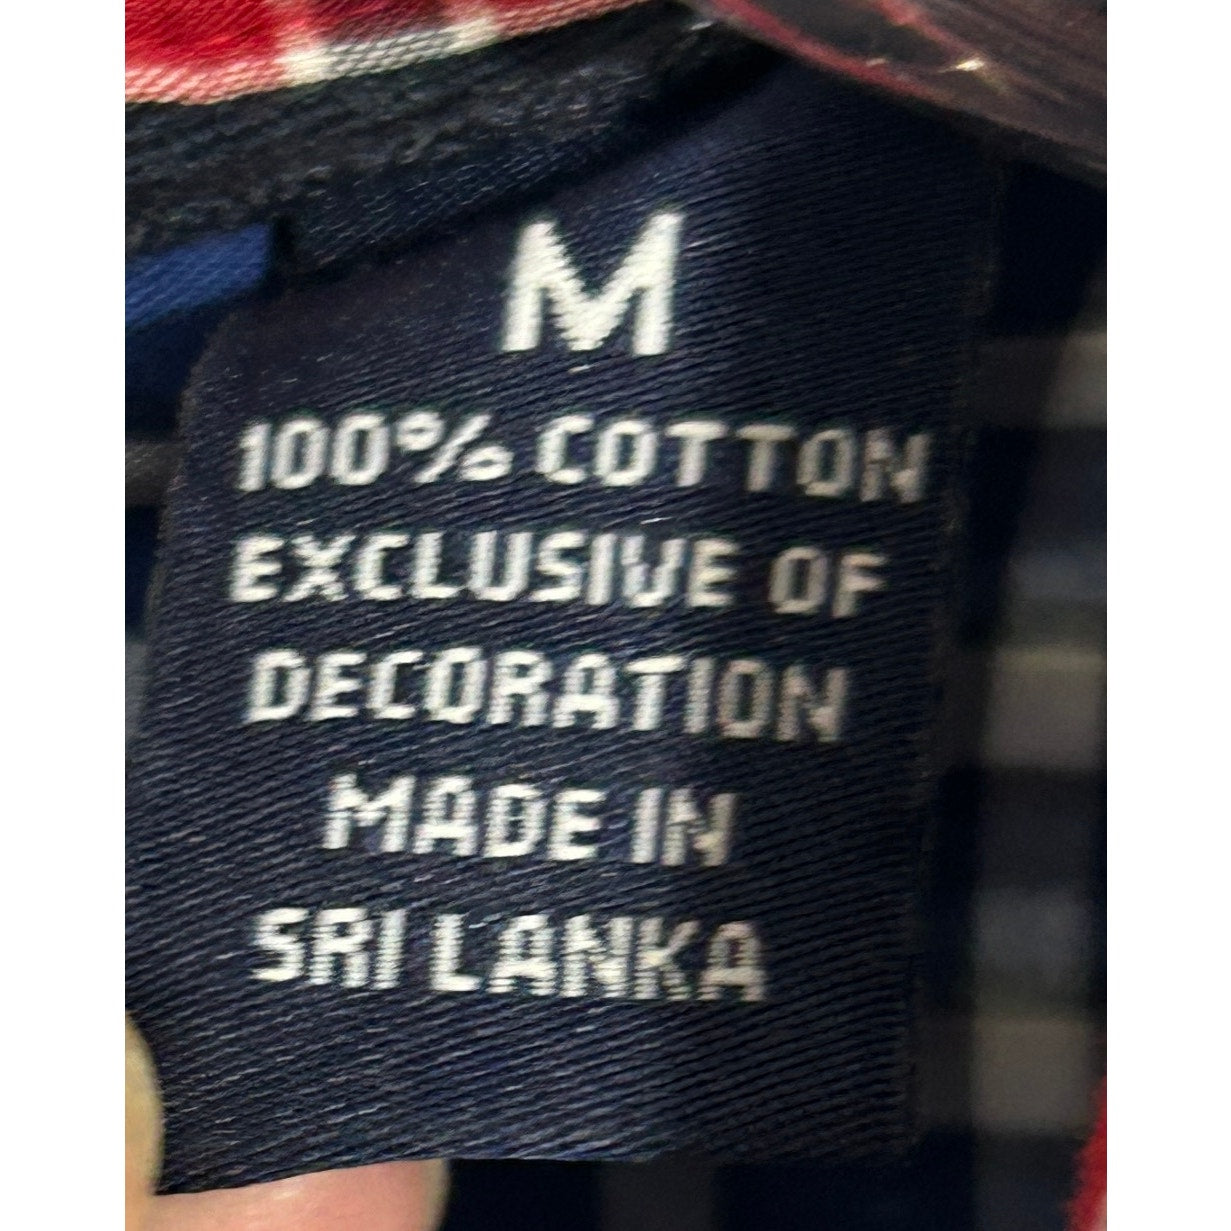 M
100% COTTON
EXCLUSIVE OF
DECORATION
MADE IN
SRI LANKA